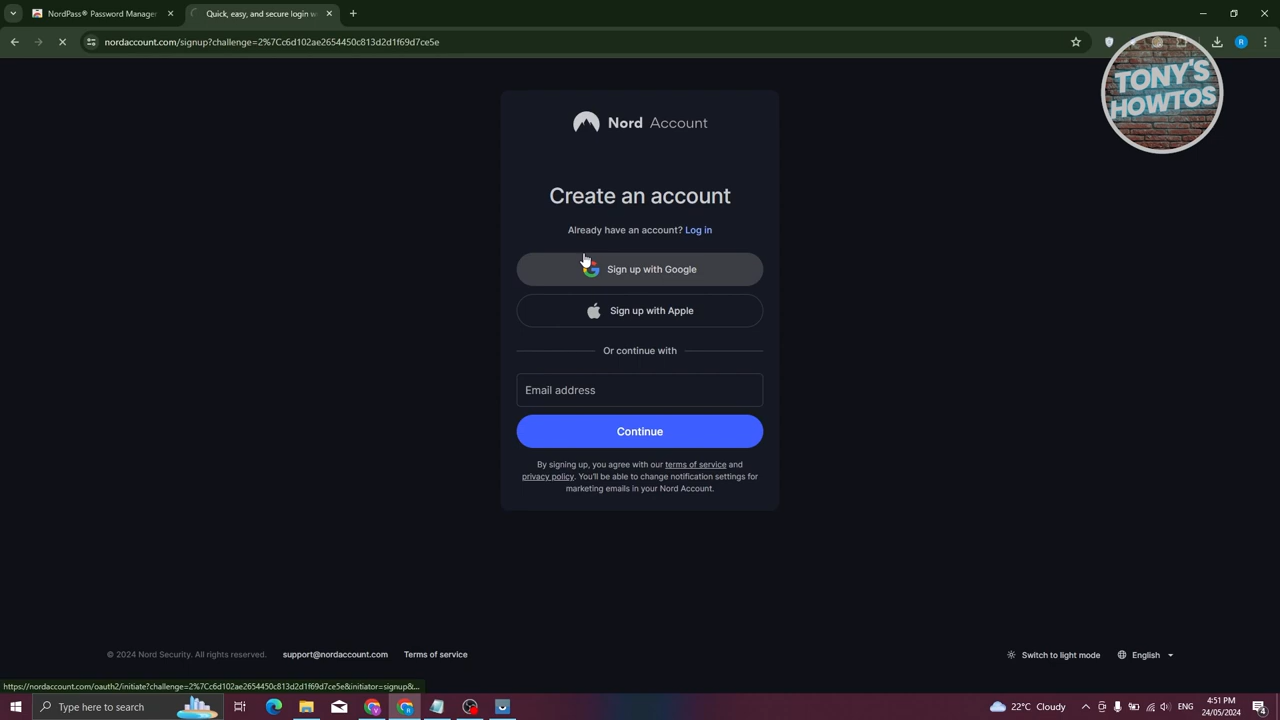 NordPass® Password Manage
Quick, easy, and secure login w
nordaccount.com/signup?challenge=2%7Cc6d102ae2654450c813d2d1f69d7ce5e
R
TONY'S
HOWTOS
Nord Account
Create an account
Already have an account? Log in
Sign up with Google
Sign up with Apple
Or continue with
Email address
Continue
By signing up, you agree with our terms of service and
privacy policy. You'll be able to change notification settings for
marketing emails in your Nord Account.
© 2024 Nord Security. All rights reserved.
support@nordaccount.com
Terms of service
Switch to light mode
English
https://nordaccount.com/oauth2/initiate?challenge=2%7Cc6d102ae2654450c813d2d1f69d7ce5e&initiator=signup&t...
Type here to search
22°C Cloudy
4:51 PM
24/05/2024